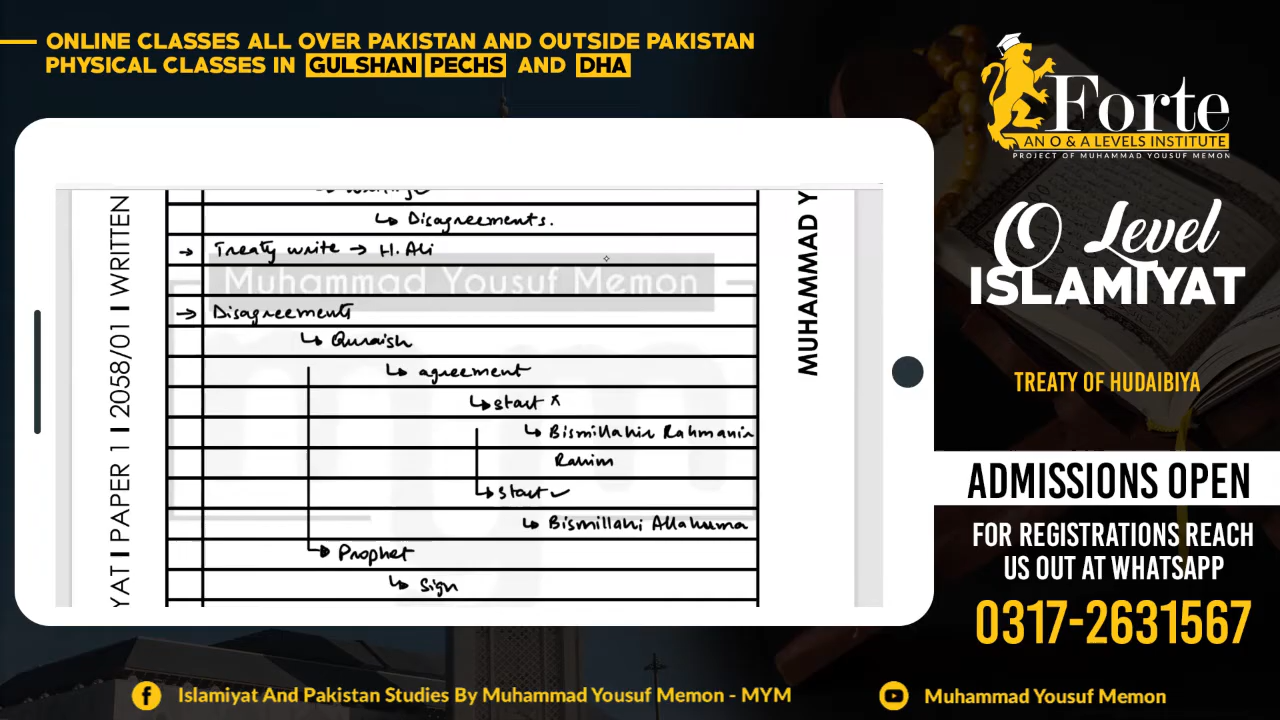 ONLINE CLASSES ALL OVER PAKISTAN AND OUTSIDE PAKISTAN
PHYSICAL CLASSES IN GULSHAN PECHS AND DHA
Forte
AN O & A LEVELS INSTITUTE
PROJECT OF MUHAMMAD YOUSUF MEMON
O Level
ISLAMIYAT
TREATY OF HUDAIBIYA
ADMISSIONS OPEN
FOR REGISTRATIONS REACH
US OUT AT WHATSAPP
0317-2631567
YAT I PAPER 1 I 2058/01 I WRITTEN
MUHAMMAD Y
↳ Disagreements.
→ Treaty write → H. Ali
Muhammad Yousuf Memon
→ Disagreements
↳ Quraish
↳ agreement
↳ start x
↳ Bismillahir Rahmanir
Rahim
↳ start ✓
↳ Bismillahi Allahuma
↳ Prophet
↳ Sign
Islamiyat And Pakistan Studies By Muhammad Yousuf Memon - MYM
Muhammad Yousuf Memon